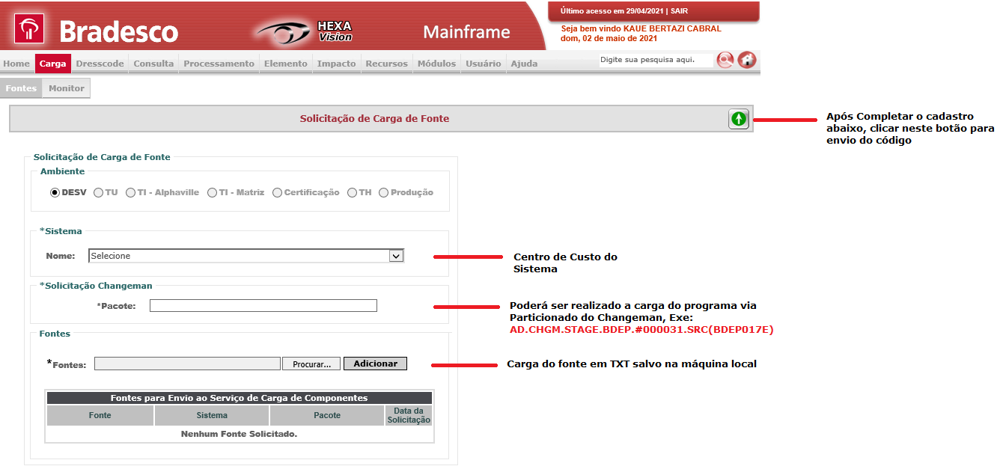 Bradesco
HEXA
Vision
Mainframe
Último acesso em 29/04/2021 | SAIR
Seja bem vindo KAUE BERTAZI CABRAL
dom, 02 de maio de 2021
Home Carga Dresscode Consulta Processamento Elemento Impacto Recursos Módulos Usuário Ajuda
Digite sua pesquisa aqui.
Fontes Monitor
Solicitação de Carga de Fonte
Após Completar o cadastro
abaixo, clicar neste botão para
envio do código
Solicitação de Carga de Fonte
Ambiente
DESV TU TI - Alphaville TI - Matriz Certificação TH Produção
*Sistema
Nome: Selecione
Centro de Custo do
Sistema
*Solicitação Changeman
*Pacote:
Poderá ser realizado a carga do programa via
Particionado do Changeman, Exe:
AD.CHGM.STAGE.BDEP.#000031.SRC(BDEP017E)
Fontes
*Fontes: Procurar... Adicionar
Carga do fonte em TXT salvo na máquina local
Fontes para Envio ao Serviço de Carga de Componentes
Fonte Sistema Pacote Data da
Solicitação
Nenhum Fonte Solicitado.